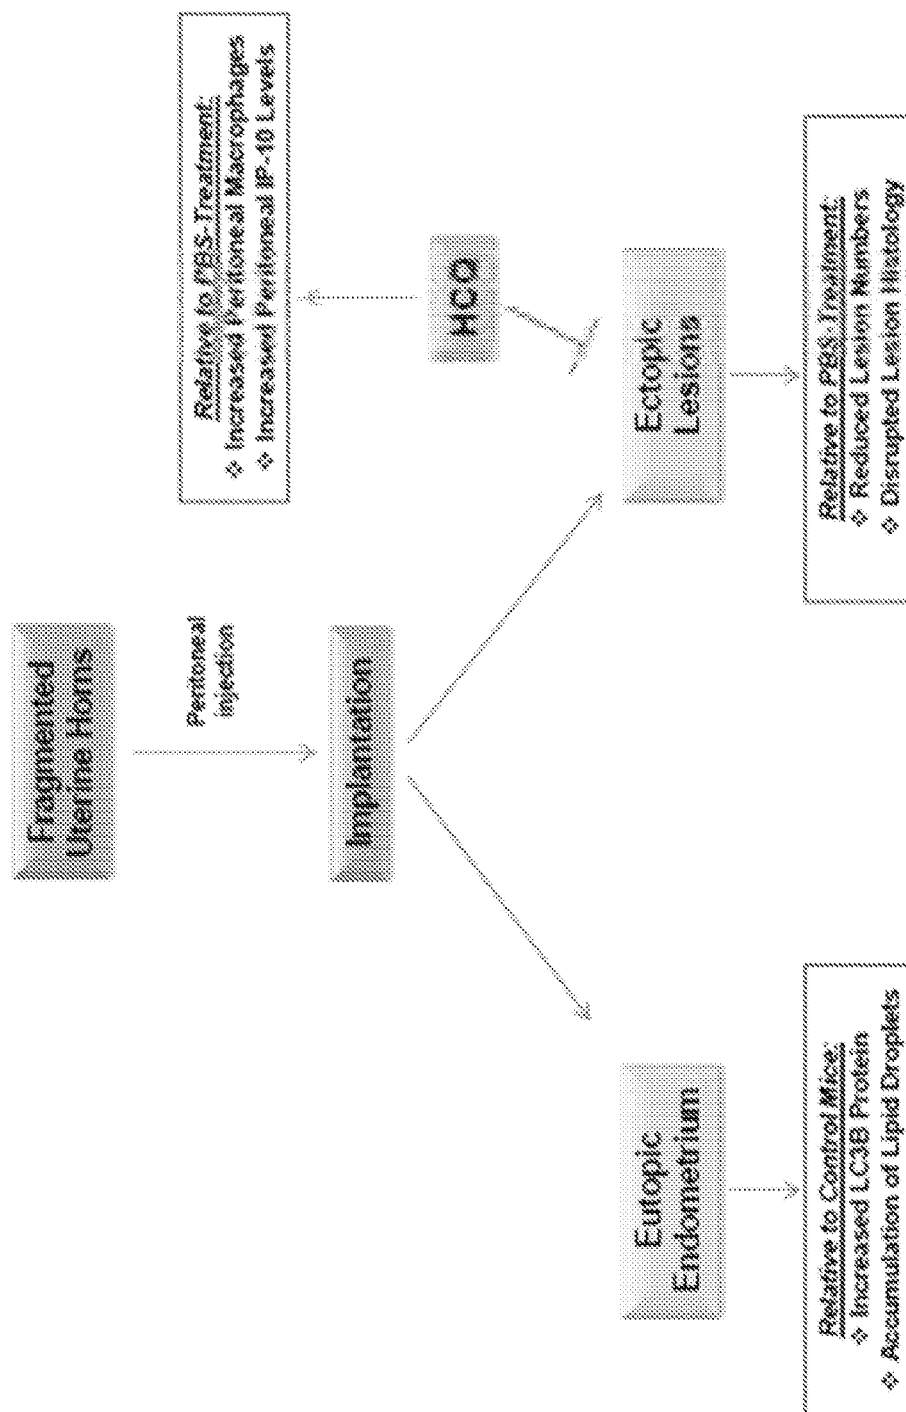 Fragmented
Uterine Horns
Peritoneal
injection
Implantation
Relative to PBS-Treatment:
❖ Increased Peritoneal Macrophages
❖ Increased Peritoneal IP-10 Levels
HCQ
Eutopic
Endometrium
Ectopic
Lesions
Relative to Control Mice:
❖ Increased LC3B Protein
❖ Accumulation of Lipid Droplets
Relative to PBS-Treatment:
❖ Reduced Lesion Numbers
❖ Disrupted Lesion Histology